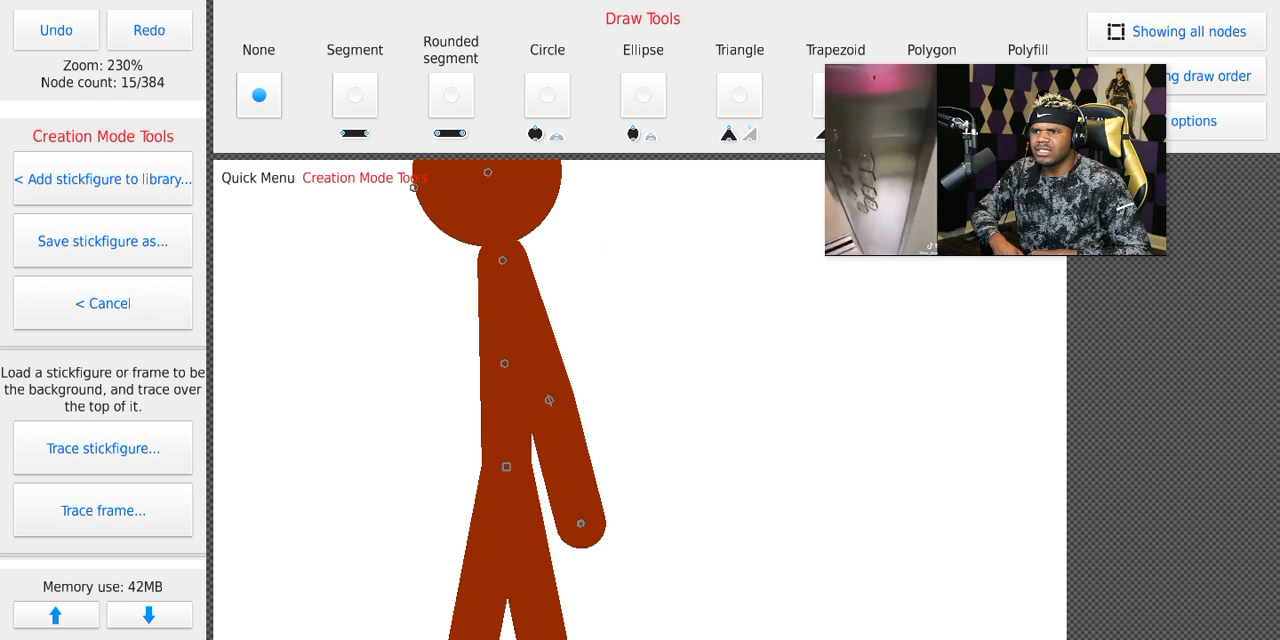 Undo
Redo
Zoom: 230%
Node count: 15/384
Creation Mode Tools
< Add stickfigure to library...
Save stickfigure as...
< Cancel
Load a stickfigure or frame to be
the background, and trace over
the top of it.
Trace stickfigure...
Trace frame...
Memory use: 42MB
Draw Tools
None
Segment
Rounded
segment
Circle
Ellipse
Triangle
Trapezoid
Polygon
Polyfill
Showing all nodes
draw order
options
Quick Menu
Creation Mode Tools